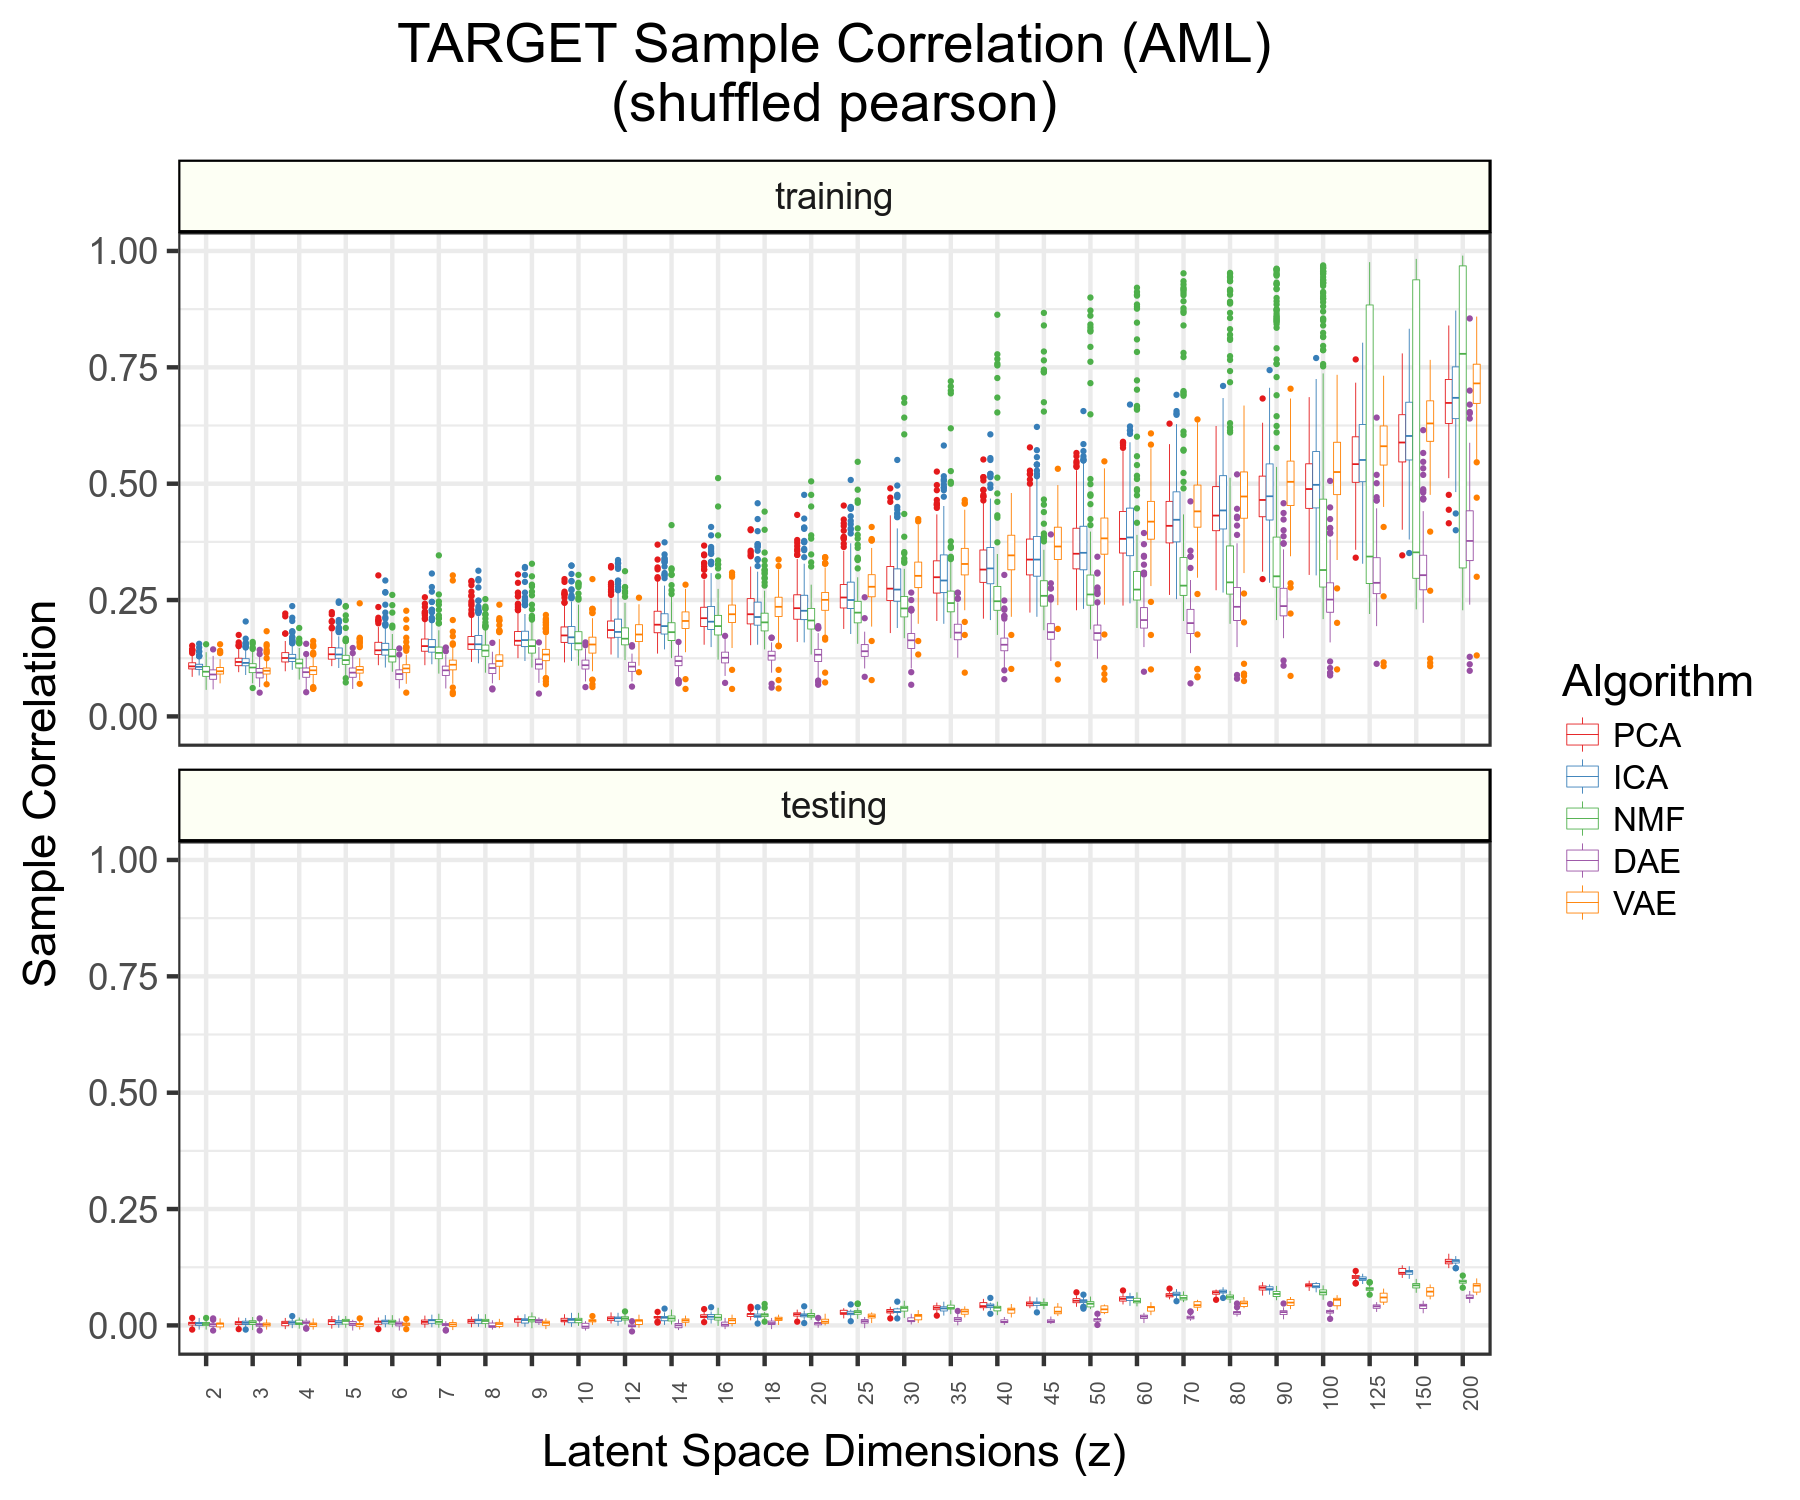 TARGET Sample Correlation (AML)
(shuffled pearson)
training
1.00
0.75
0.50
0.25
0.00
testing
1.00
0.75
0.50
0.25
0.00
Sample Correlation
2 3 4 5 6 7 8 9 10 12 14 16 18 20 25 30 35 40 45 50 60 70 80 90 100 125 150 200
Latent Space Dimensions (z)
Algorithm
PCA
ICA
NMF
DAE
VAE